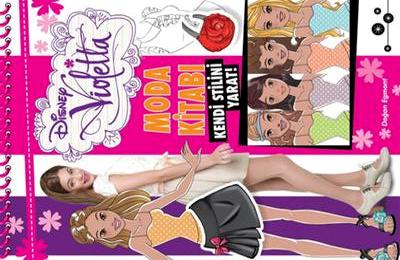 DISNEY
Violetta
MODA
KİTABI
KENDİ STİLİNİ
YARAT!
Doğan Egmont